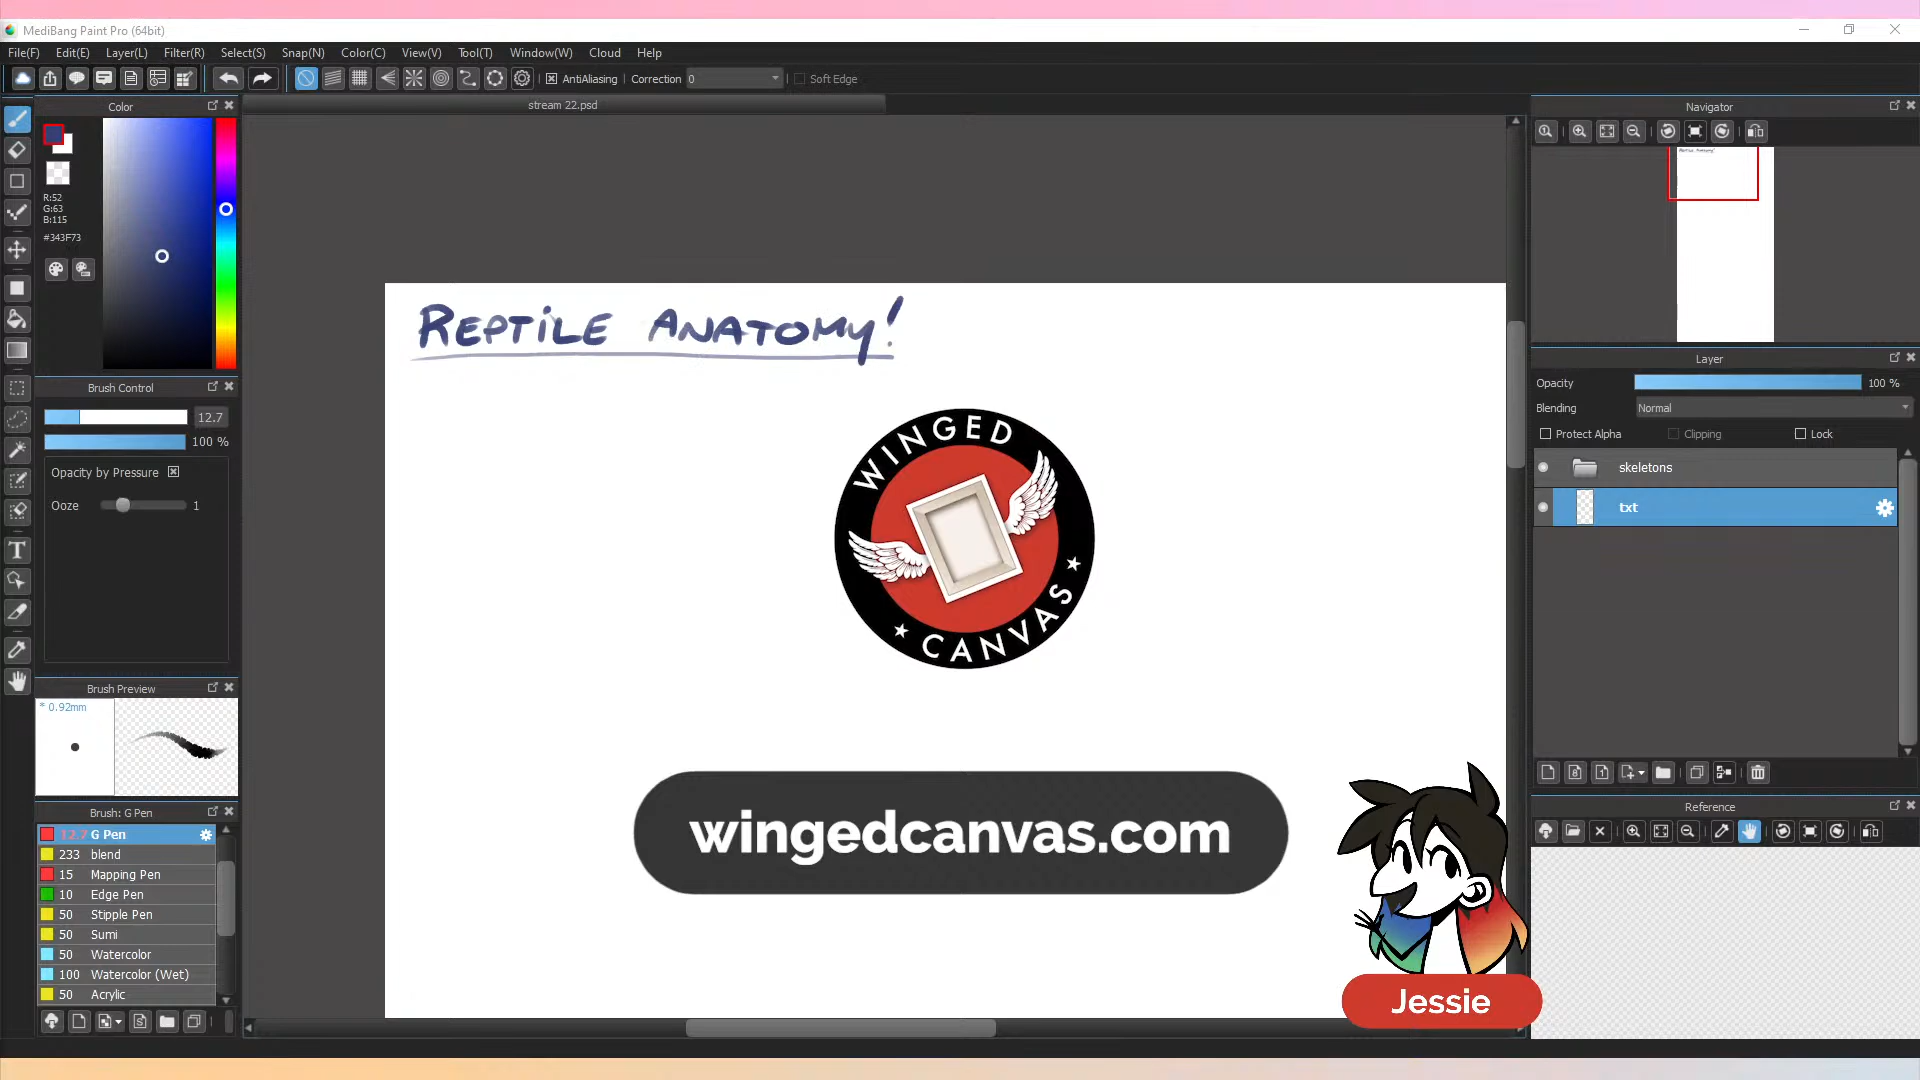 MediBang Paint Pro (64bit)
File(F) Edit(E) Layer(L) Filter(R) Select(S) Snap(N) Color(C) View(V) Tool(T) Window(W) Cloud Help
AntiAliasing Correction 0 Soft Edge
Color
stream 22.psd
Navigator
R:52
G:63
B:115
#343F73
REPTILE ANATOMY!
Brush Control
12.7
100 %
Opacity by Pressure
Ooze 1
WINGED
CANVAS
Layer
Opacity 100 %
Blending Normal
Protect Alpha Clipping Lock
skeletons
txt
Brush Preview
* 0.92mm
wingedcanvas.com
Reference
Brush: G Pen
12.7 G Pen
233 blend
15 Mapping Pen
10 Edge Pen
50 Stipple Pen
50 Sumi
50 Watercolor
100 Watercolor (Wet)
50 Acrylic
Jessie